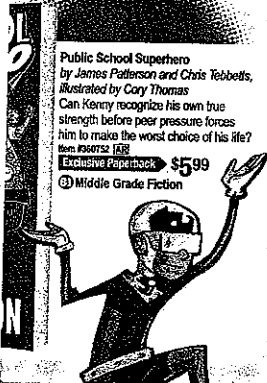 OL
Public School Superhero
by James Patterson and Chris Tebbetts,
illustrated by Cory Thomas
Can Kenny recognize his own true
strength before peer pressure forces
him to make the worst choice of his life?
Item #360752 AR
Exclusive Paperback $5.99
Middle Grade Fiction
N